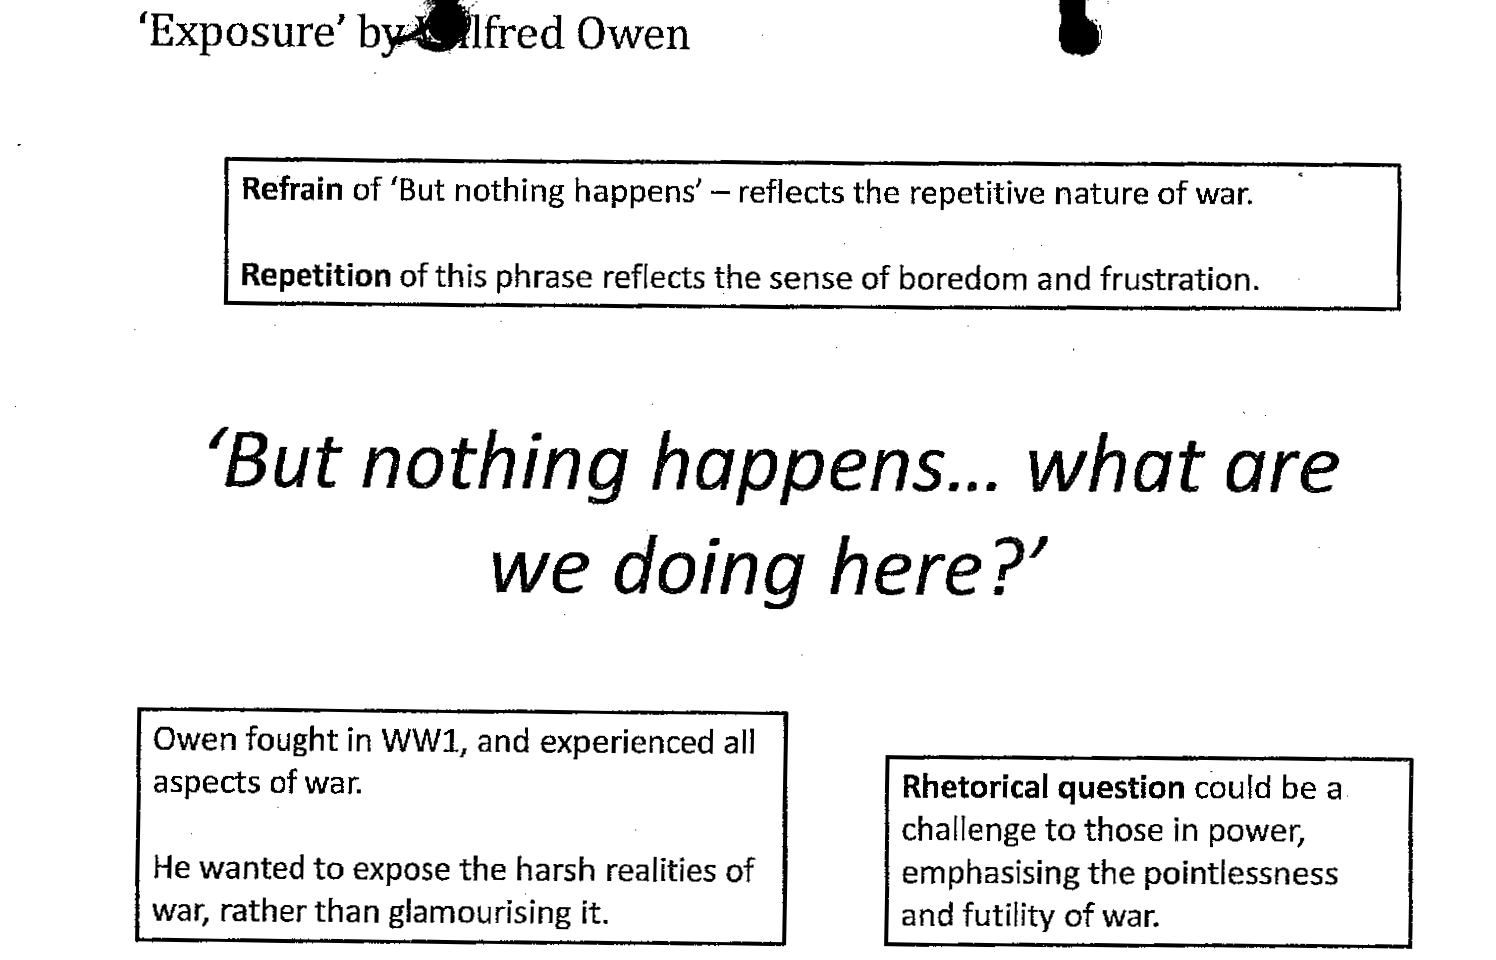 ‘Exposure’ by Wilfred Owen
Refrain of ‘But nothing happens’ – reflects the repetitive nature of war.
Repetition of this phrase reflects the sense of boredom and frustration.
‘But nothing happens... what are
we doing here?’
Owen fought in WW1, and experienced all
aspects of war.
He wanted to expose the harsh realities of
war, rather than glamourising it.
Rhetorical question could be a
challenge to those in power,
emphasising the pointlessness
and futility of war.